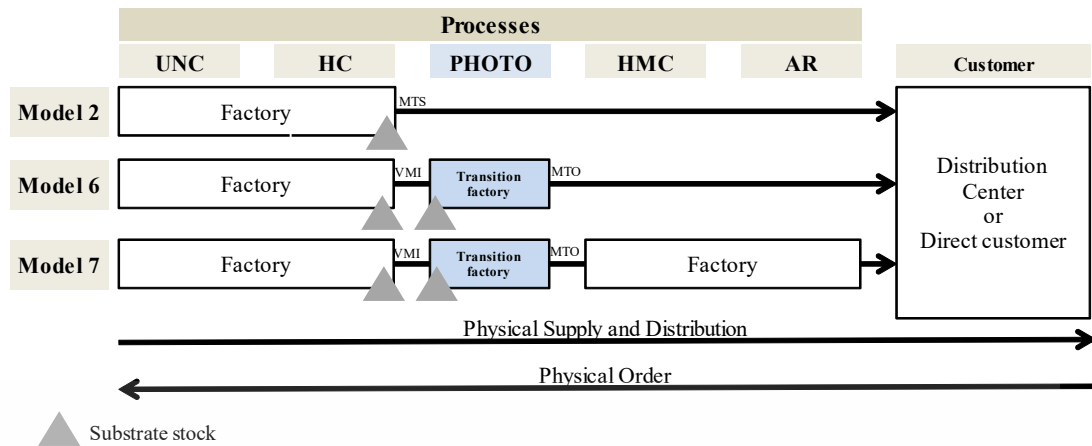 Processes
UNC HC PHOTO HMC AR Customer
Model 2 Factory MTS
Model 6 Factory VMI Transition factory MTO
Model 7 Factory VMI Transition factory MTO Factory
Distribution
Center
or
Direct customer
Physical Supply and Distribution
Physical Order
Substrate stock